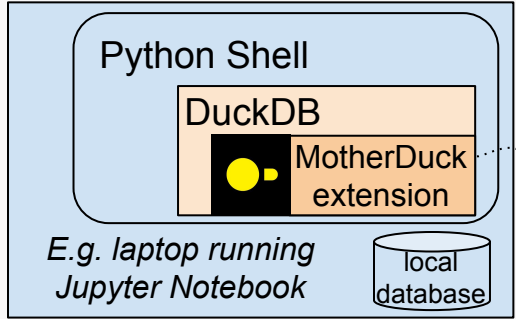 Python Shell
DuckDB
MotherDuck
extension
E.g. laptop running
Jupyter Notebook
local
database